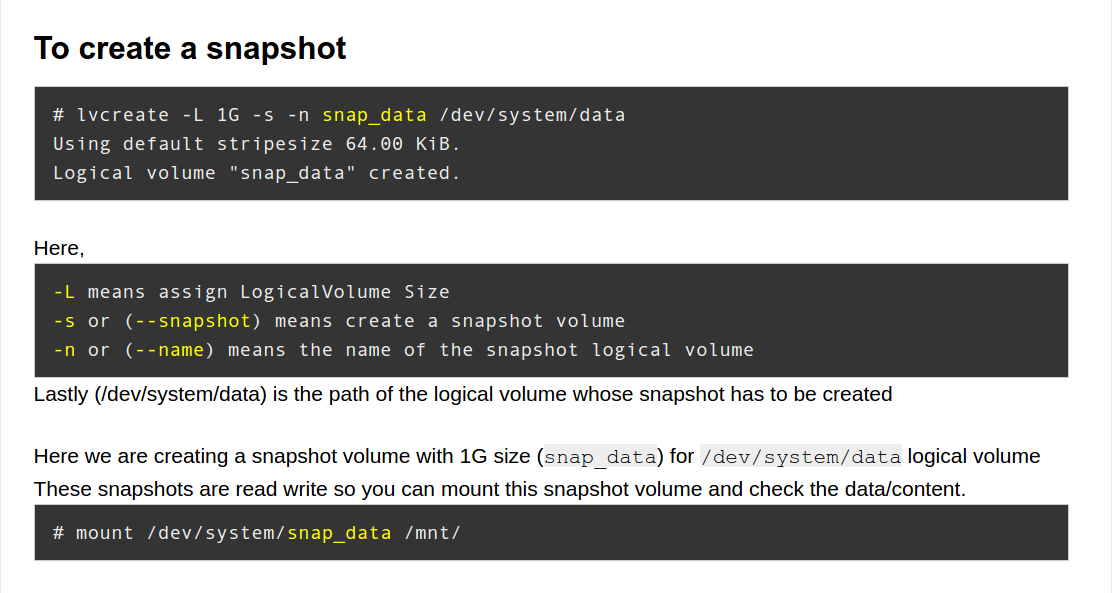 To create a snapshot
# lvcreate -L 1G -s -n snap_data /dev/system/data
Using default stripesize 64.00 KiB.
Logical volume "snap_data" created.
Here,
-L means assign LogicalVolume Size
-s or (--snapshot) means create a snapshot volume
-n or (--name) means the name of the snapshot logical volume
Lastly (/dev/system/data) is the path of the logical volume whose snapshot has to be created
Here we are creating a snapshot volume with 1G size (snap_data) for /dev/system/data logical volume
These snapshots are read write so you can mount this snapshot volume and check the data/content.
# mount /dev/system/snap_data /mnt/